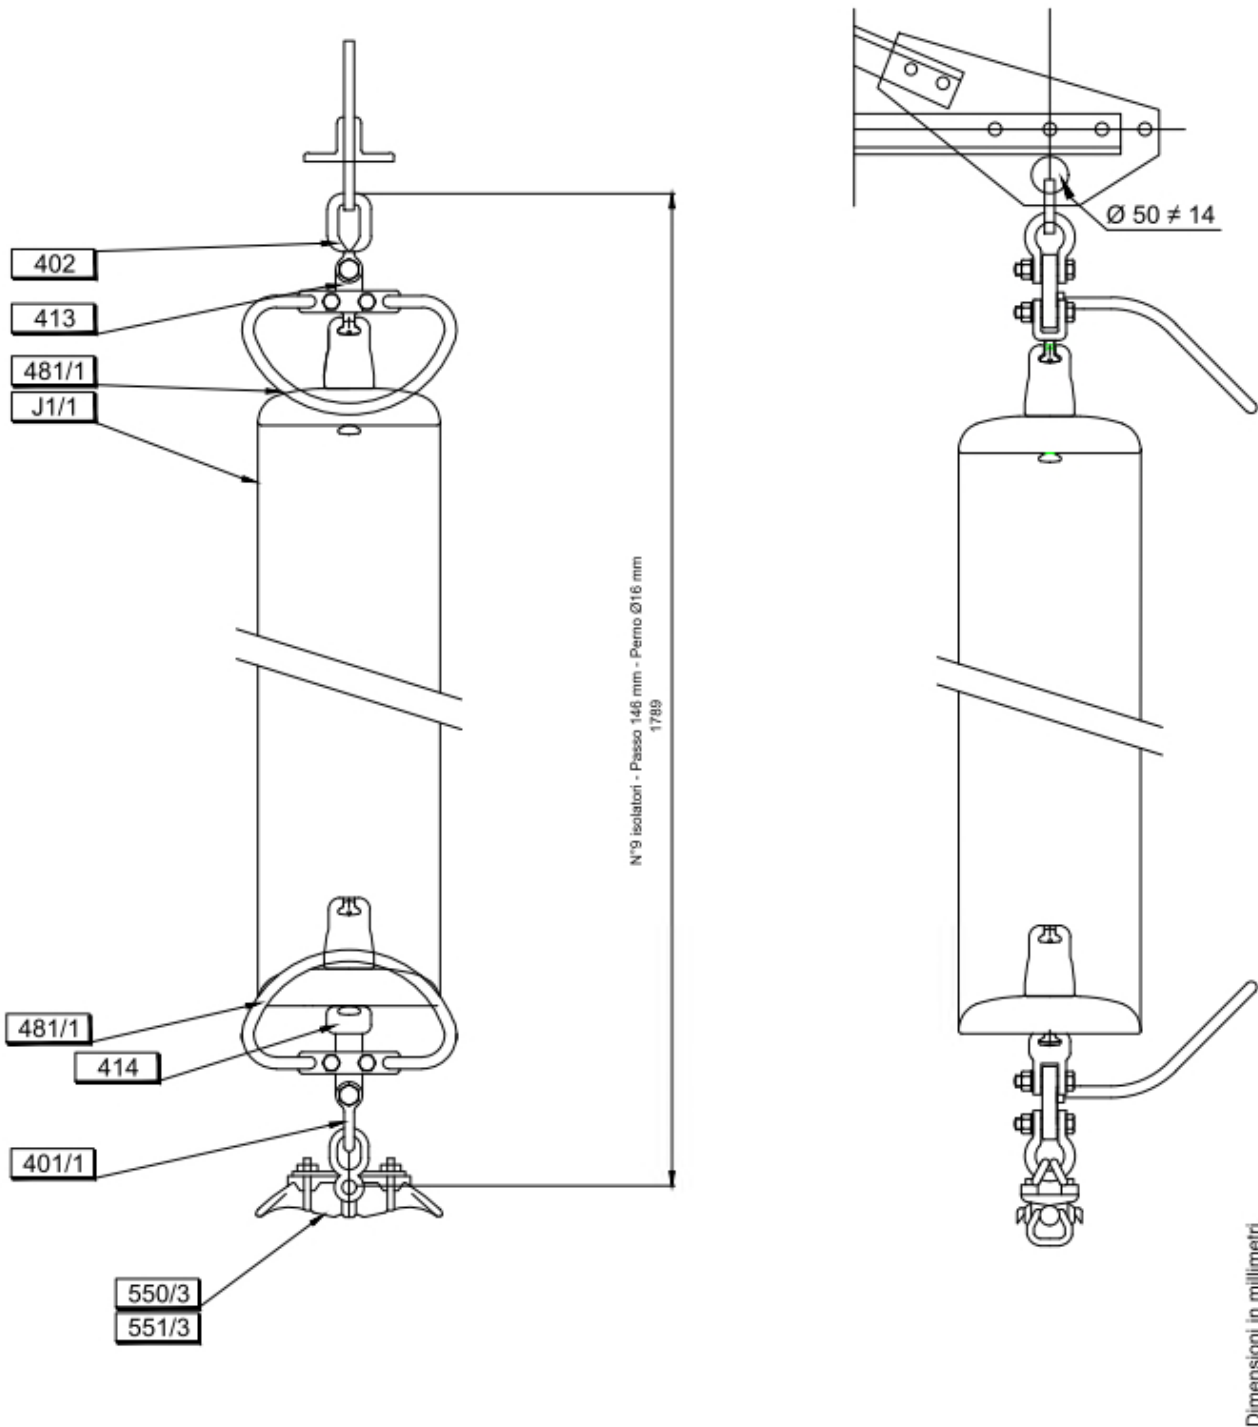 402
413
481/1
J1/1
Ø 50 ≠ 14
N°9 isolatori - Passo 146 mm - Perno Ø16 mm
1789
481/1
414
401/1
550/3
551/3
Dimensioni in millimetri